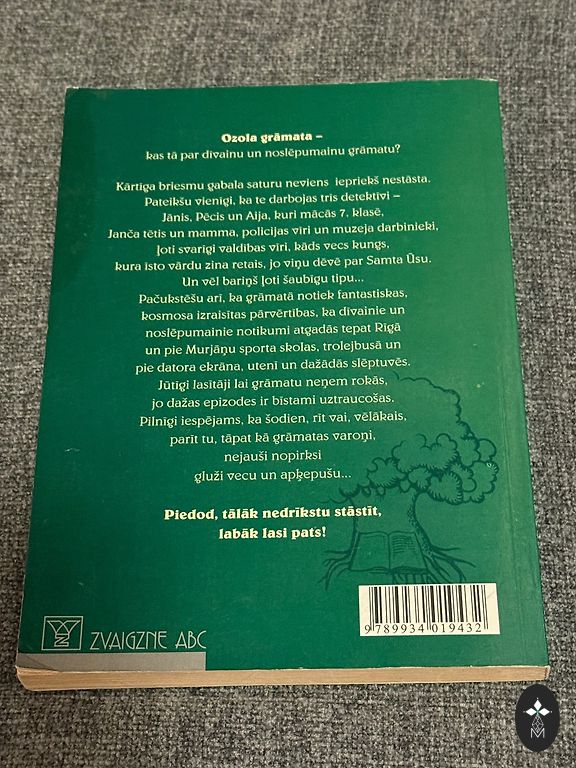 Ozola grāmata –
kas tā par dīvainu un noslēpumainu grāmatu?
Kārtīga briesmu gabala saturu neviens iepriekš nestāsta.
Pateikšu vienīgi, ka te darbojas trīs detektīvi –
Jānis, Pēcis un Aija, kuri mācās 7. klasē,
Janča tētis un mamma, policijas vīri un muzeja darbinieki,
ļoti svarīgi valdības vīri, kāds vecs kungs,
kura īsto vārdu zina retais, jo viņu dēvē par Samta Ūsu.
Un vēl bariņš ļoti šaubīgu tipu...
Pačukstēšu arī, ka grāmatā notiek fantastiskas,
kosmosa izraisītas pārvērtības, ka dīvainie un
noslēpumainie notikumi atgadās tepat Rīgā
un pie Murjāņu sporta skolas, trolejbusā un
pie datora ekrāna, ūtenī un dažādās slēptuvēs.
Jūtīgi lasītāji lai grāmatu neņem rokās,
jo dažas epizodes ir bīstami uztraucošas.
Pilnīgi iespējams, ka šodien, rīt vai, vēlākais,
parīt tu, tāpat kā grāmatas varoņi,
nejauši nopirksi
gluži vecu un apķepušu...
Piedod, tālāk nedrīkstu stāstīt,
labāk lasi pats!
9 789934 019432
ZVAIGZNE ABC
M